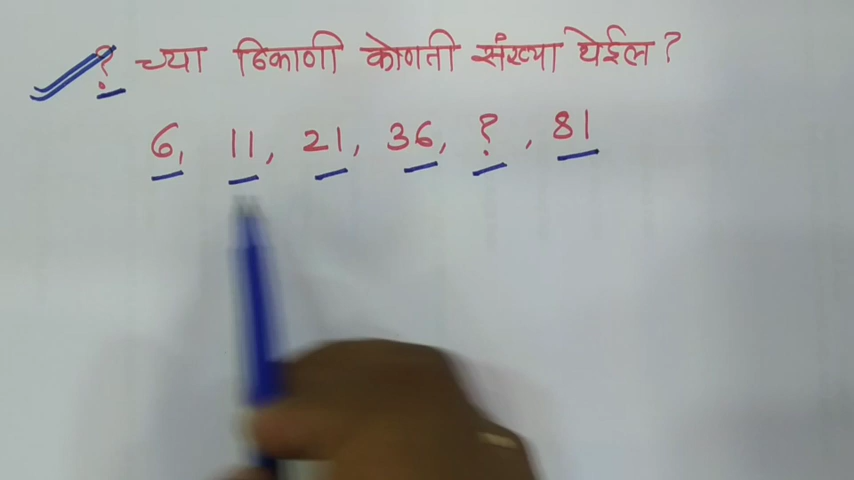 ? च्या ठिकाणी कोणती संख्या येईल ?
6, 11, 21, 36, ? , 81